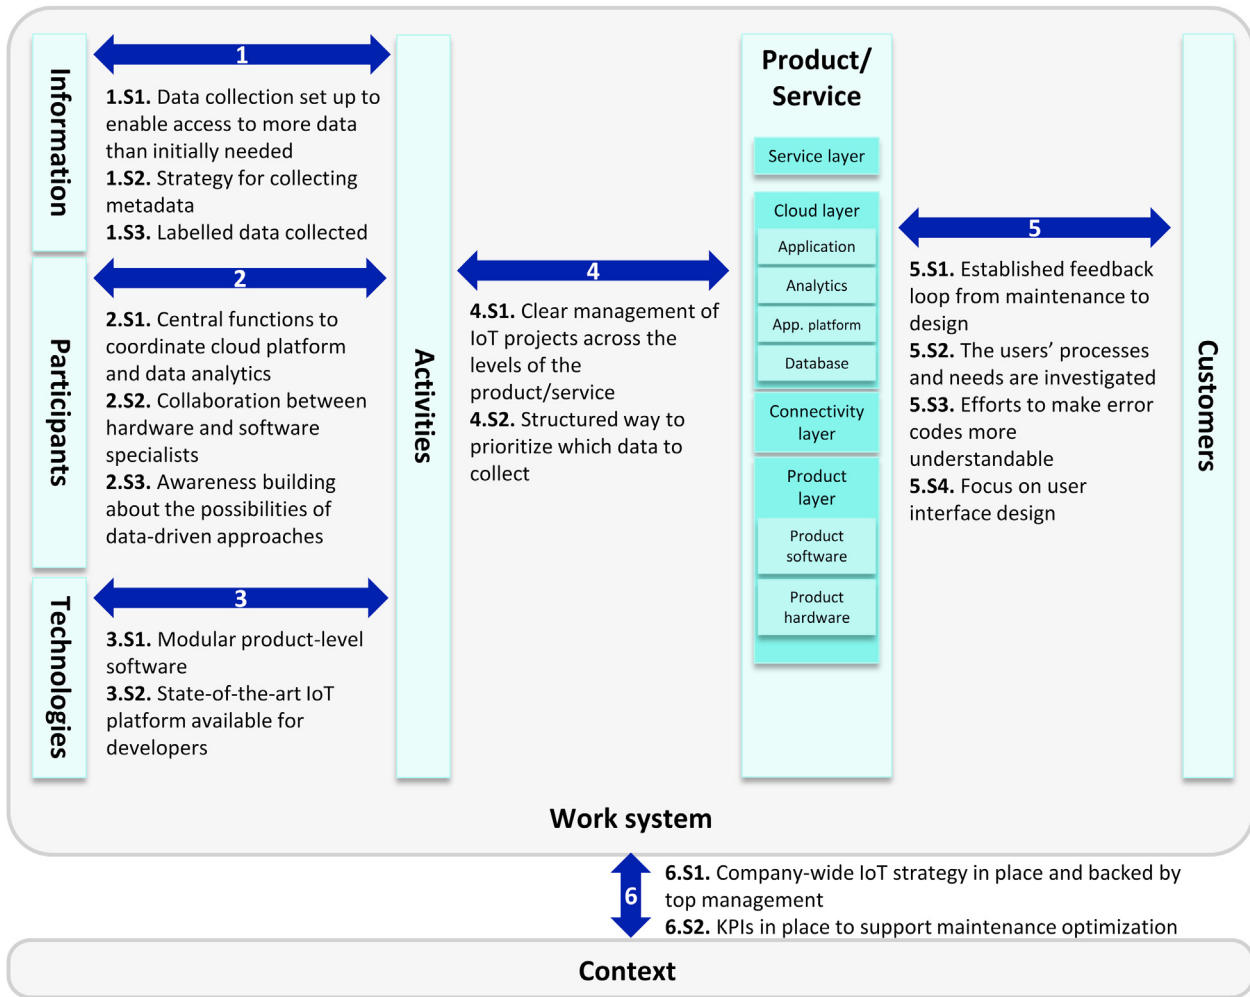 Information
1
1.S1. Data collection set up to
enable access to more data
than initially needed
1.S2. Strategy for collecting
metadata
1.S3. Labelled data collected
Participants
2
2.S1. Central functions to
coordinate cloud platform
and data analytics
2.S2. Collaboration between
hardware and software
specialists
2.S3. Awareness building
about the possibilities of
data-driven approaches
Technologies
3
3.S1. Modular product-level
software
3.S2. State-of-the-art IoT
platform available for
developers
Activities
4
4.S1. Clear management of
IoT projects across the
levels of the
product/service
4.S2. Structured way to
prioritize which data to
collect
Product/
Service
Service layer
Cloud layer
Application
Analytics
App. platform
Database
Connectivity
layer
Product
layer
Product
software
Product
hardware
5
5.S1. Established feedback
loop from maintenance to
design
5.S2. The users’ processes
and needs are investigated
5.S3. Efforts to make error
codes more
understandable
5.S4. Focus on user
interface design
Customers
Work system
6
6.S1. Company-wide IoT strategy in place and backed by
top management
6.S2. KPIs in place to support maintenance optimization
Context